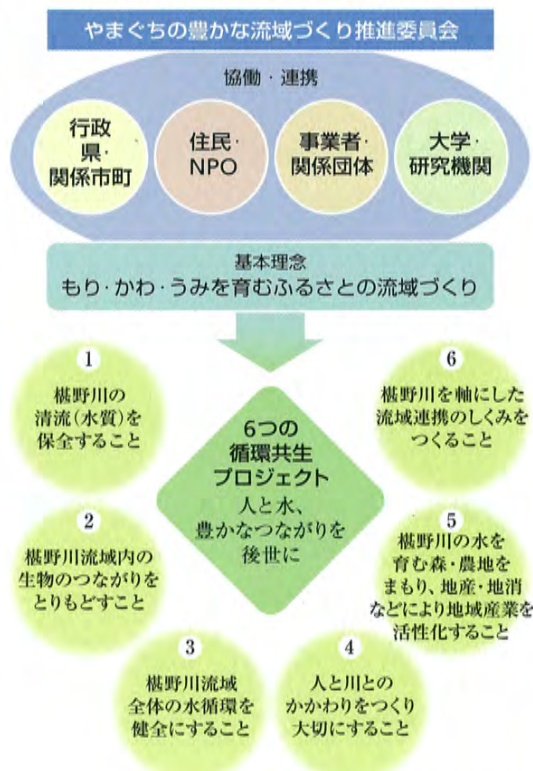 やまぐちの豊かな流域づくり推進委員会
協働・連携
行政
県・
関係市町
住民・
NPO
事業者・
関係団体
大学・
研究機関
基本理念
もり・かわ・うみを育むふるさとの流域づくり
6つの
循環共生
プロジェクト
人と水、
豊かなつながりを
後世に
1
椹野川の
清流(水質)を
保全すること
2
椹野川流域内の
生物のつながりを
とりもどすこと
3
椹野川流域
全体の水循環を
健全にすること
4
人と川との
かかわりをつくり
大切にすること
5
椹野川の水を
育む森・農地を
まもり、地産・地消
などにより地域産業を
活性化すること
6
椹野川を軸にした
流域連携のしくみを
つくること